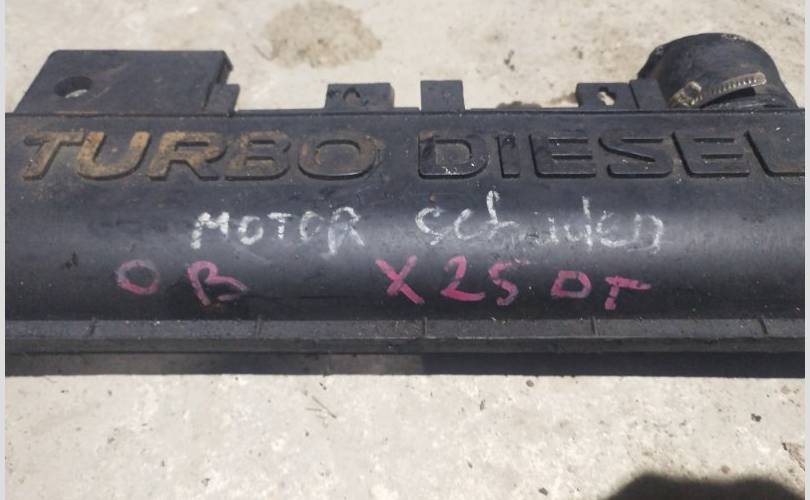 TURBO DIESEL
MOTOR Schaden
OB X25DT